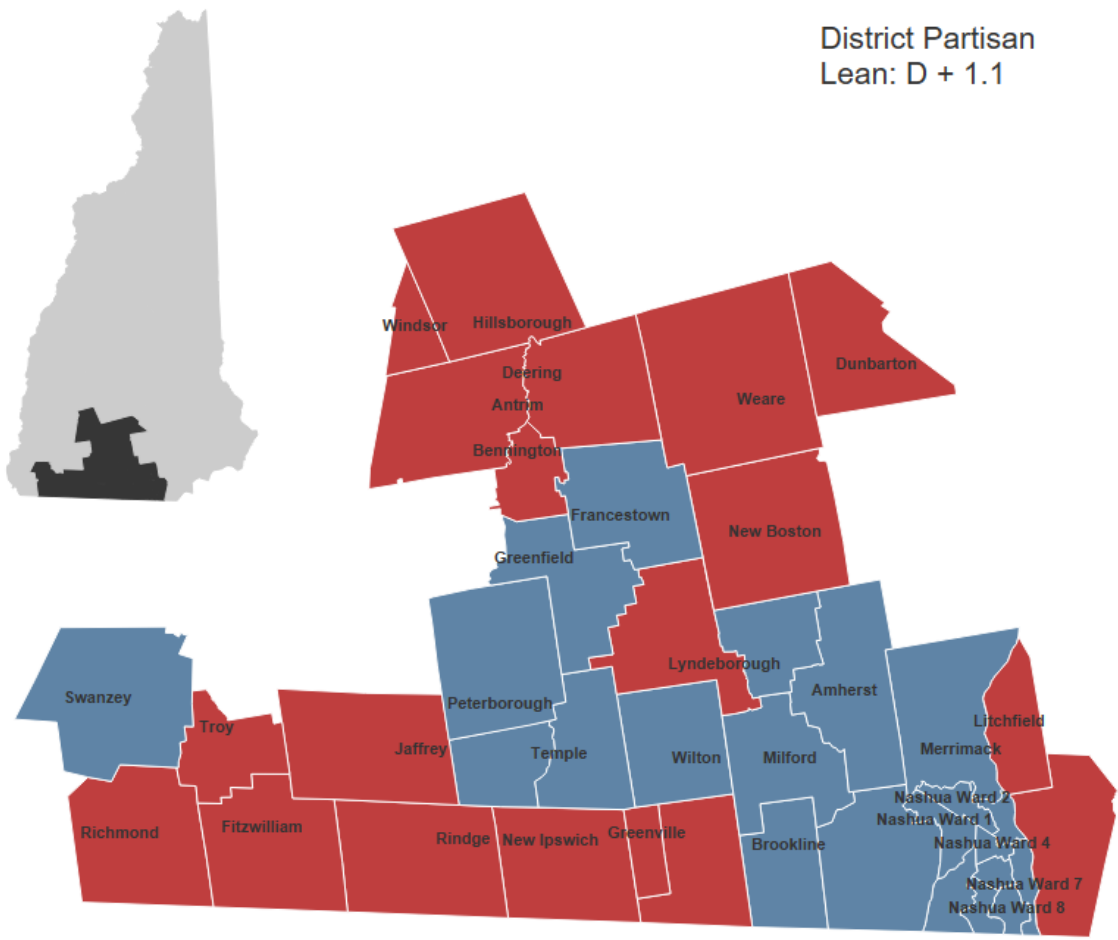 District Partisan
Lean: D + 1.1
Windsor
Hillsborough
Deering
Dunbarton
Weare
Antrim
Bennington
Francestown
New Boston
Greenfield
Lyndeborough
Amherst
Swanzey
Peterborough
Litchfield
Troy
Jaffrey
Temple
Wilton
Milford
Merrimack
Nashua Ward 2
Nashua Ward 1
Richmond
Fitzwilliam
Rindge
New Ipswich
Greenville
Brookline
Nashua Ward 4
Nashua Ward 7
Nashua Ward 8